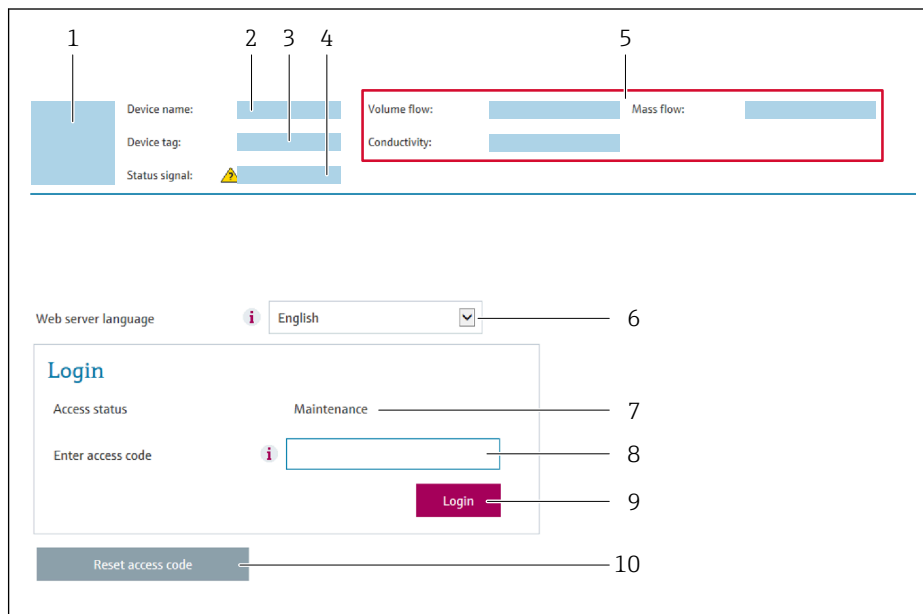 1 2 3 4 5
Device name: Volume flow: Mass flow:
Device tag: Conductivity:
Status signal: ?
Web server language i English 6
Login
Access status Maintenance 7
Enter access code i 8
Login 9
Reset access code 10